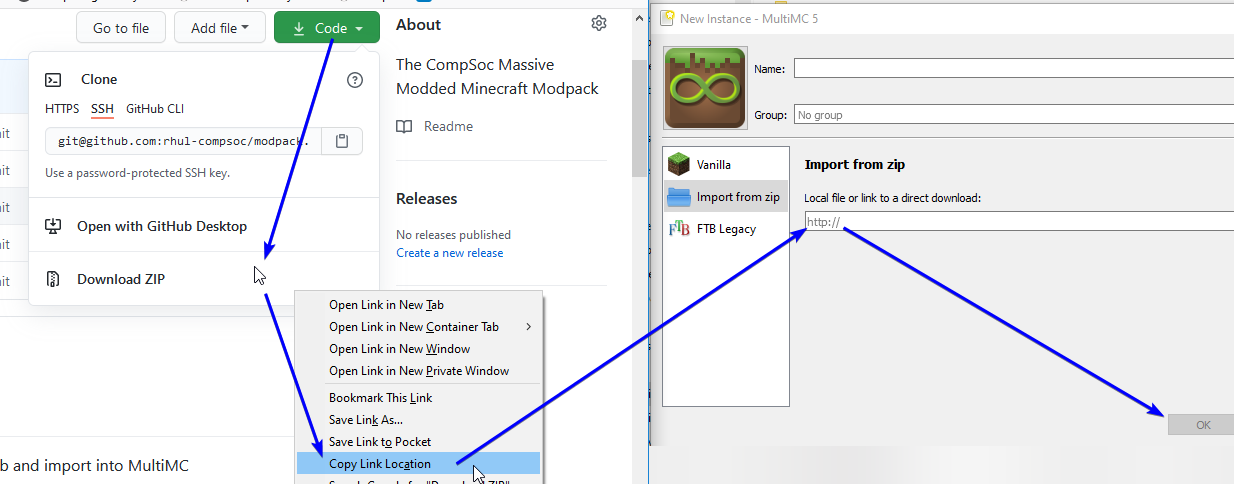 Go to file
Add file
Code
Clone
HTTPS
SSH
GitHub CLI
git@github.com:rhul-compsoc/modpack.
Use a password-protected SSH key.
Open with GitHub Desktop
Download ZIP
it
it
it
it
About
The CompSoc Massive
Modded Minecraft Modpack
Readme
Releases
No releases published
Create a new release
Open Link in New Tab
Open Link in New Container Tab
Open Link in New Window
Open Link in New Private Window
Bookmark This Link
Save Link As...
Save Link to Pocket
Copy Link Location
b and import into MultiMC
New Instance - MultiMC 5
Name:
Group:
No group
Vanilla
Import from zip
FTB
FTB Legacy
Import from zip
Local file or link to a direct download:
http://
OK